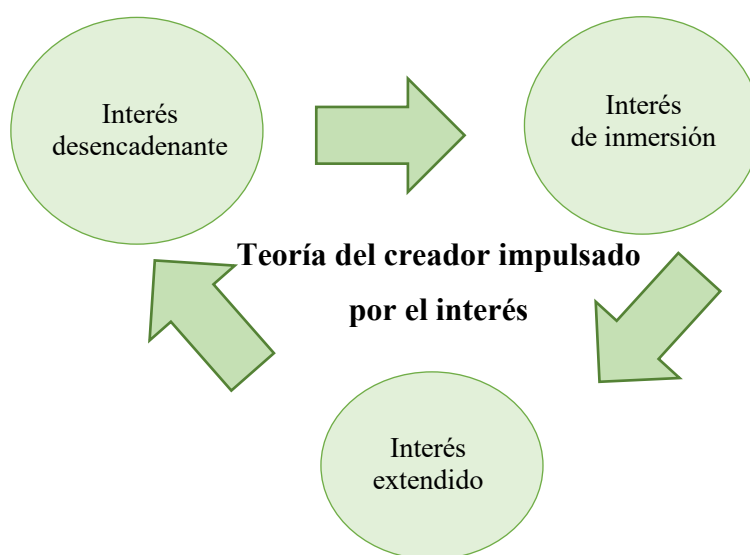 Interés
desencadenante
Interés
de inmersión
Teoría del creador impulsado
por el interés
Interés
extendido